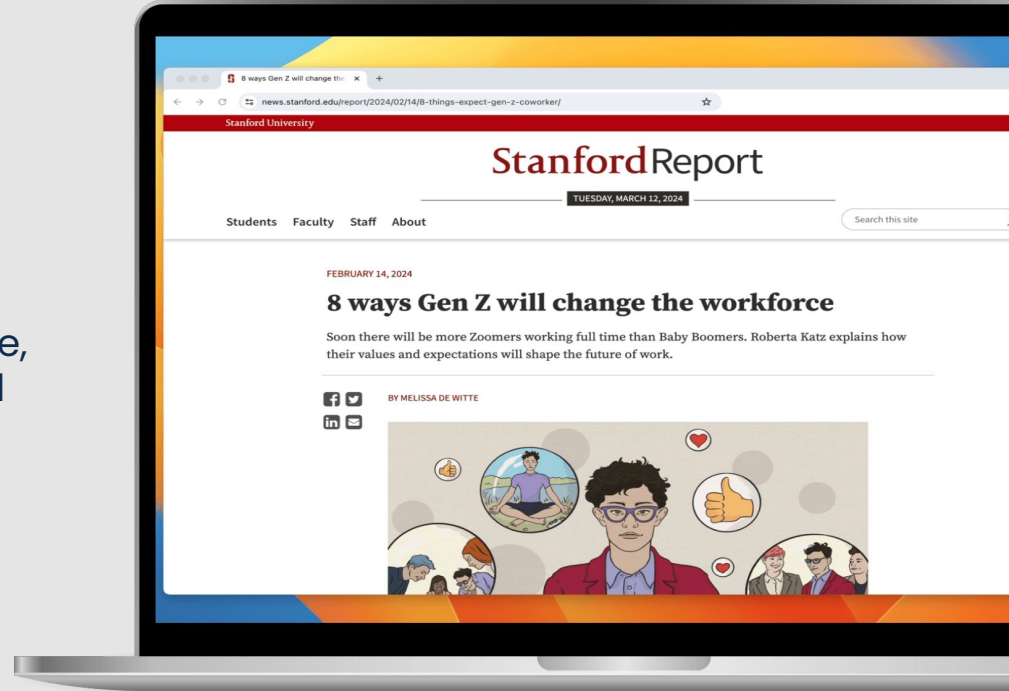 8 ways Gen Z will change the
news.stanford.edu/report/2024/02/14/8-things-expect-gen-z-coworker/
Stanford University
StanfordReport
TUESDAY, MARCH 12, 2024
Students Faculty Staff About
Search this site
FEBRUARY 14, 2024
8 ways Gen Z will change the workforce
Soon there will be more Zoomers working full time than Baby Boomers. Roberta Katz explains how
their values and expectations will shape the future of work.
BY MELISSA DE WITTE